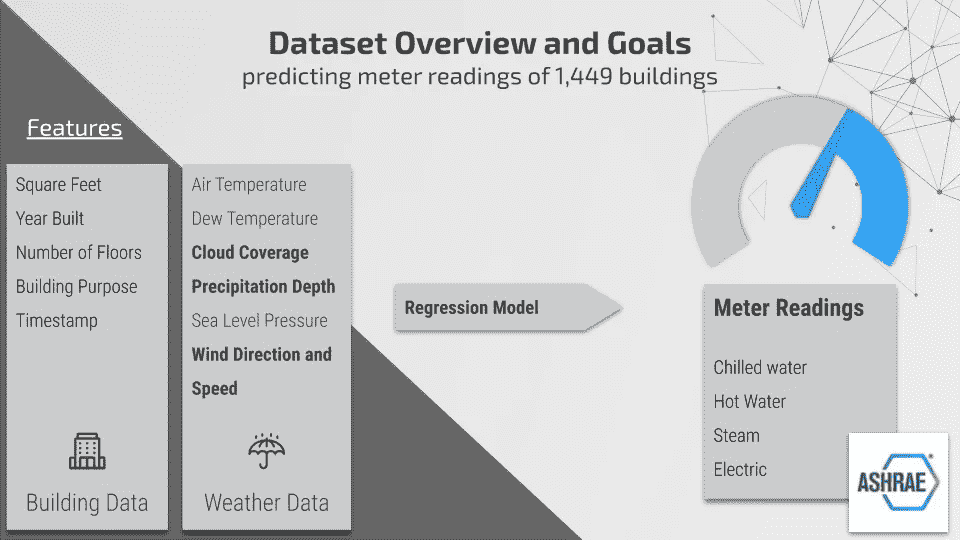 Dataset Overview and Goals
predicting meter readings of 1,449 buildings
Features
Square Feet
Year Built
Number of Floors
Building Purpose
Timestamp
Building Data
Air Temperature
Dew Temperature
Cloud Coverage
Precipitation Depth
Sea Level Pressure
Wind Direction and
Speed
Weather Data
Regression Model
Meter Readings
Chilled water
Hot Water
Steam
Electric
ASHRAE